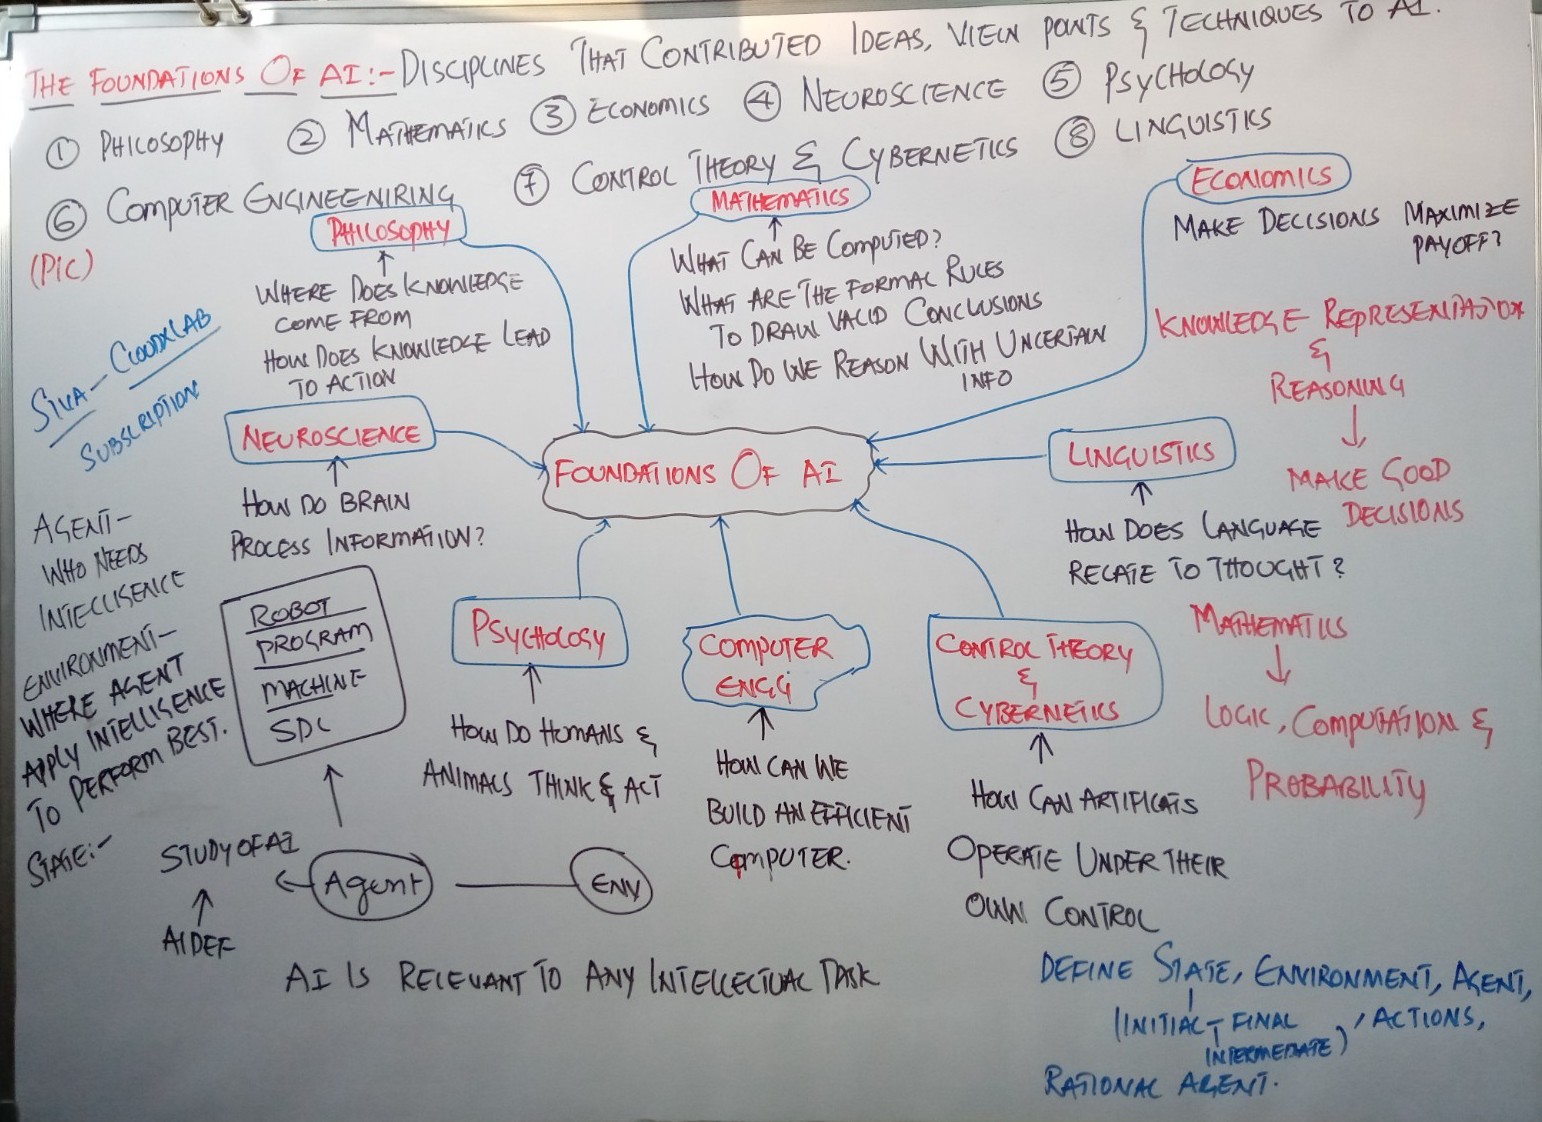 THE FOUNDATIONS OF AI:- DISCIPLINES THAT CONTRIBUTED IDEAS, VIEW POINTS & TECHNIQUES TO AI.
① PHILOSOPHY ② MATHEMATICS ③ ECONOMICS ④ NEUROSCIENCE ⑤ PSYCHOLOGY
⑥ COMPUTER ENGINEENIRING ⑦ CONTROL THEORY & CYBERNETICS ⑧ LINGUISTICS
(PIC)
PHILOSOPHY
WHERE DOES KNOWLEDGE
COME FROM
HOW DOES KNOWLEDGE LEAD
TO ACTION
MATHEMATICS
WHAT CAN BE COMPUTED?
WHAT ARE THE FORMAL RULES
TO DRAW VALID CONCLUSIONS
HOW DO WE REASON WITH UNCERTAIN
INFO
ECONOMICS
MAKE DECISIONS MAXIMIZE
PAYOFF?
KNOWLEDGE REPRESENTATION
&
REASONING
MAKE GOOD
DECISIONS
SIVA - CLOUDXLAB
SUBSCRIPTION
NEUROSCIENCE
HOW DO BRAIN
PROCESS INFORMATION?
FOUNDATIONS OF AI
LINGUISTICS
HOW DOES LANGUAGE
RELATE TO THOUGHT?
AGENT-
WHO NEEDS
INTELLIGENCE
ENVIRONMENT-
WHERE AGENT
APPLY INTELLIGENCE
TO PERFORM BEST.
STATE:-
ROBOT
PROGRAM
MACHINE
SDC
PSYCHOLOGY
HOW DO HUMANS &
ANIMALS THINK & ACT
COMPUTER
ENGG
HOW CAN WE
BUILD AN EFFICIENT
COMPUTER.
CONTROL THEORY
&
CYBERNETICS
HOW CAN ARTIFICATS
OPERATE UNDER THEIR
OWN CONTROL
MATHEMATICS
LOGIC, COMPUTATION &
PROBABILITY
STUDY OF AI
Agent
ENV
AI DEF
AI IS RELEVANT TO ANY INTELLECTUAL TASK
DEFINE STATE, ENVIRONMENT, AGENT,
(INITIAL - FINAL , ACTIONS,
INTERMEDIATE)
RATIONAL AGENT.